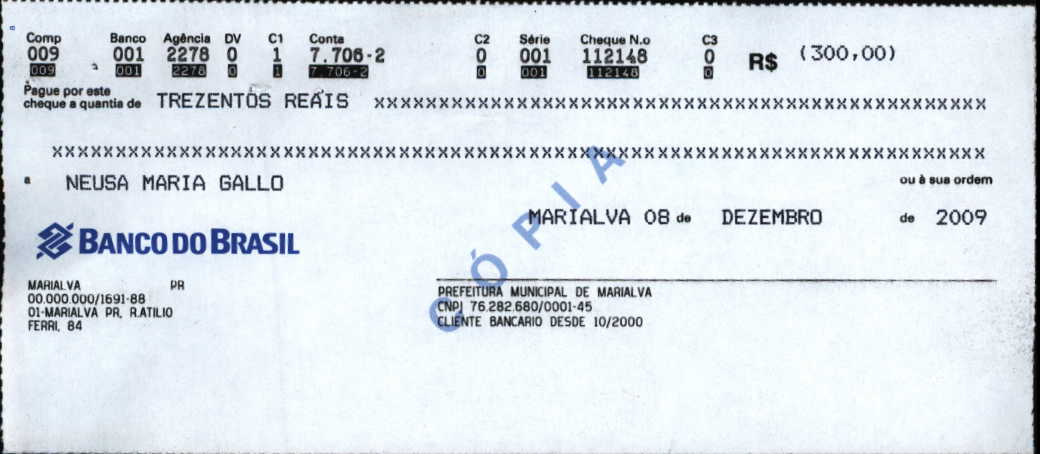 Comp Banco Agência DV C1 Conta C2 Série Cheque N.o C3
009 001 2278 0 1 7.706-2 0 001 112148 0 R$ (300,00)
009 001 2278 0 1 7.706-2 0 001 112148 0
Pague por este
cheque a quantia de TREZENTOS REAIS XXXXXXXXXXXXXXXXXXXXXXXXXXXXXXXXXXXXXXXXXXXXXXXXXXXXXXXX
XXXXXXXXXXXXXXXXXXXXXXXXXXXXXXXXXXXXXXXXXXXXXXXXXXXXXXXXXXXXXXXXXXXXXXXXXXXXXXXXXXXXXX
a NEUSA MARIA GALLO ou à sua ordem
MARIALVA 08 de DEZEMBRO de 2009
BANCO DO BRASIL
CÓPIA
MARIALVA PR
00.000.000/1691-88
01-MARIALVA PR, R.ATILIO
FERRI, 84
PREFEITURA MUNICIPAL DE MARIALVA
CNPJ 76.282.680/0001-45
CLIENTE BANCARIO DESDE 10/2000